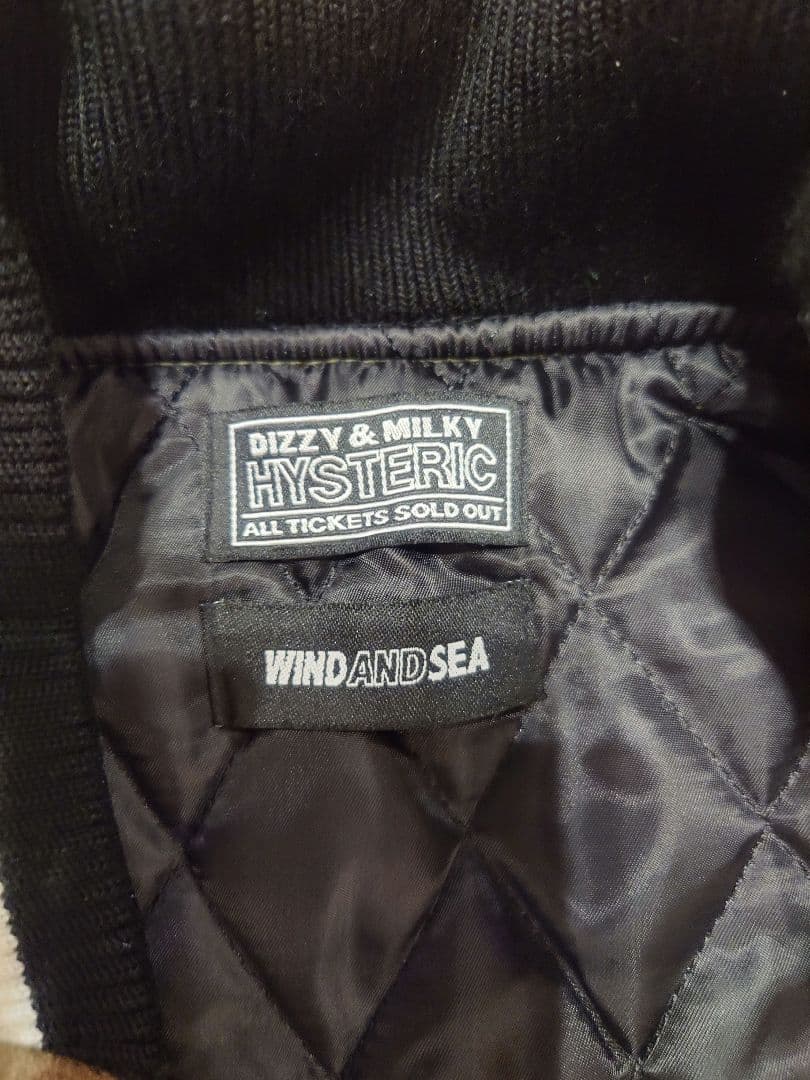 DIZZY & MILKY
HYSTERIC
ALL TICKETS SOLD OUT
WINDANDSEA